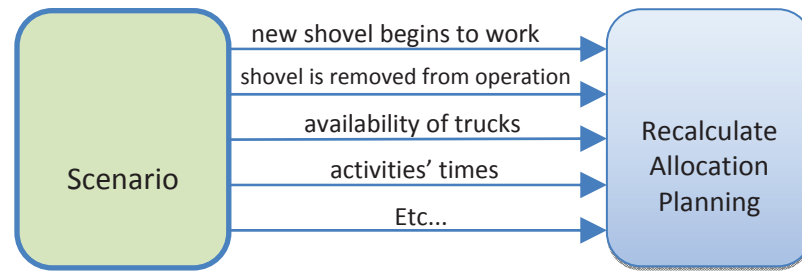 Scenario
new shovel begins to work
shovel is removed from operation
availability of trucks
activities’ times
Etc...
Recalculate
Allocation
Planning